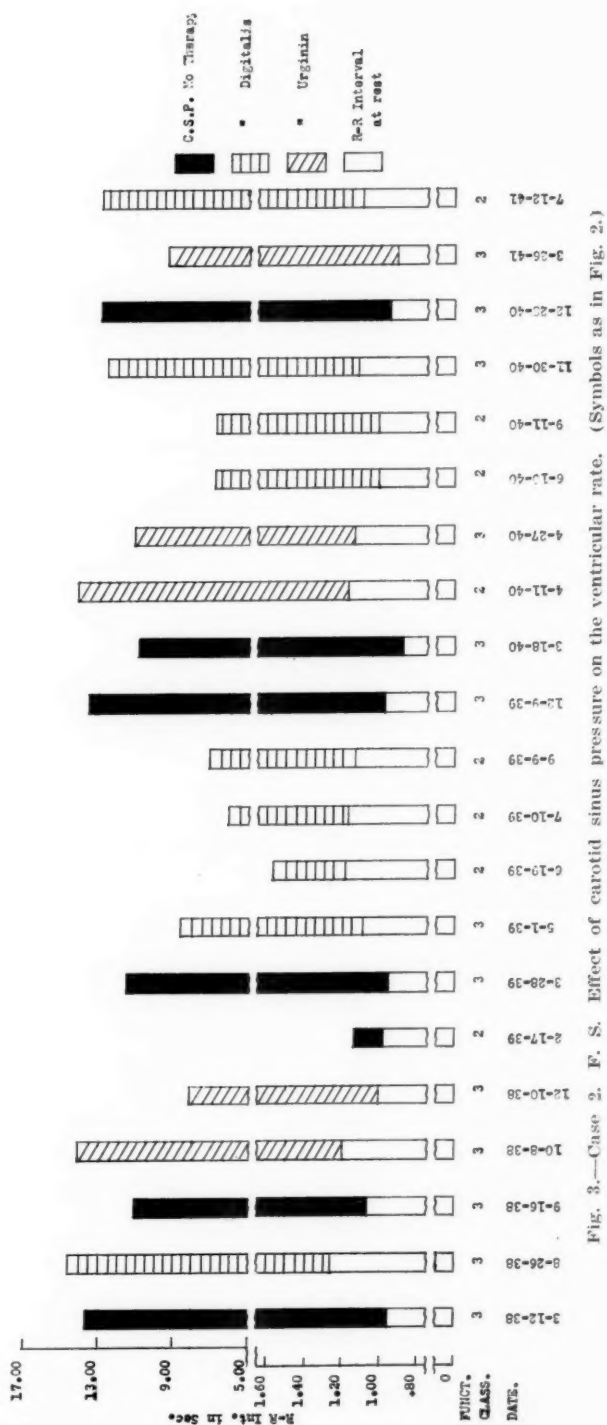 C.S.P. No Therapy
" Digitalis
" Urginin
R-R Interval
at rest
R-R Int. in Sec.
17.00
13.00
9.00
5.00
1.60
1.40
1.20
1.00
.80
0
FUNCT. CLASS. 3 3 3 3 3 2 3 3 2 2 2 3 3 2 3 2 2 3 3 3 2
DATE. 3-12-38 8-26-38 9-16-38 10-8-38 12-10-38 2-17-39 3-28-39 5-1-39 6-19-39 7-10-39 9-9-39 12-9-39 3-18-40 4-11-40 4-27-40 9-11-40 11-30-40 3-26-41 7-12-41
Fig. 3.—Case 2. F. S. Effect of carotid sinus pressure on the ventricular rate. (Symbols as in Fig. 2.)